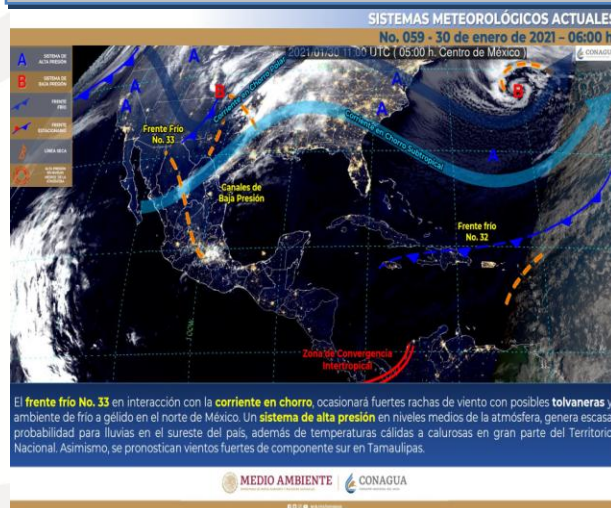 SISTEMAS METEOROLÓGICOS ACTUALES
No. 059 - 30 de enero de 2021 – 06:00 h
2021/01/30 11:00 UTC ( 05:00 h. Centro de México )
CONAGUA
A SISTEMA DE ALTA PRESIÓN
B SISTEMA DE BAJA PRESIÓN
FRENTE FRÍO
FRENTE ESTACIONARIO
LÍNEA SECA
A
A
A
B
A
B
A
Corriente en Chorro Polar
Corriente en Chorro Subtropical
Frente Frío
No. 33
Canales de
Baja Presión
Frente frío
No. 32
Zona de Convergencia
Intertropical
El frente frío No. 33 en interacción con la corriente en chorro, ocasionará fuertes rachas de viento con posibles tolvaneras y
ambiente de frío a gélido en el norte de México. Un sistema de alta presión en niveles medios de la atmósfera, genera escasa
probabilidad para lluvias en el sureste del país, además de temperaturas cálidas a calurosas en gran parte del Territorio
Nacional. Asimismo, se pronostican vientos fuertes de componente sur en Tamaulipas.
MEDIO AMBIENTE
CONAGUA